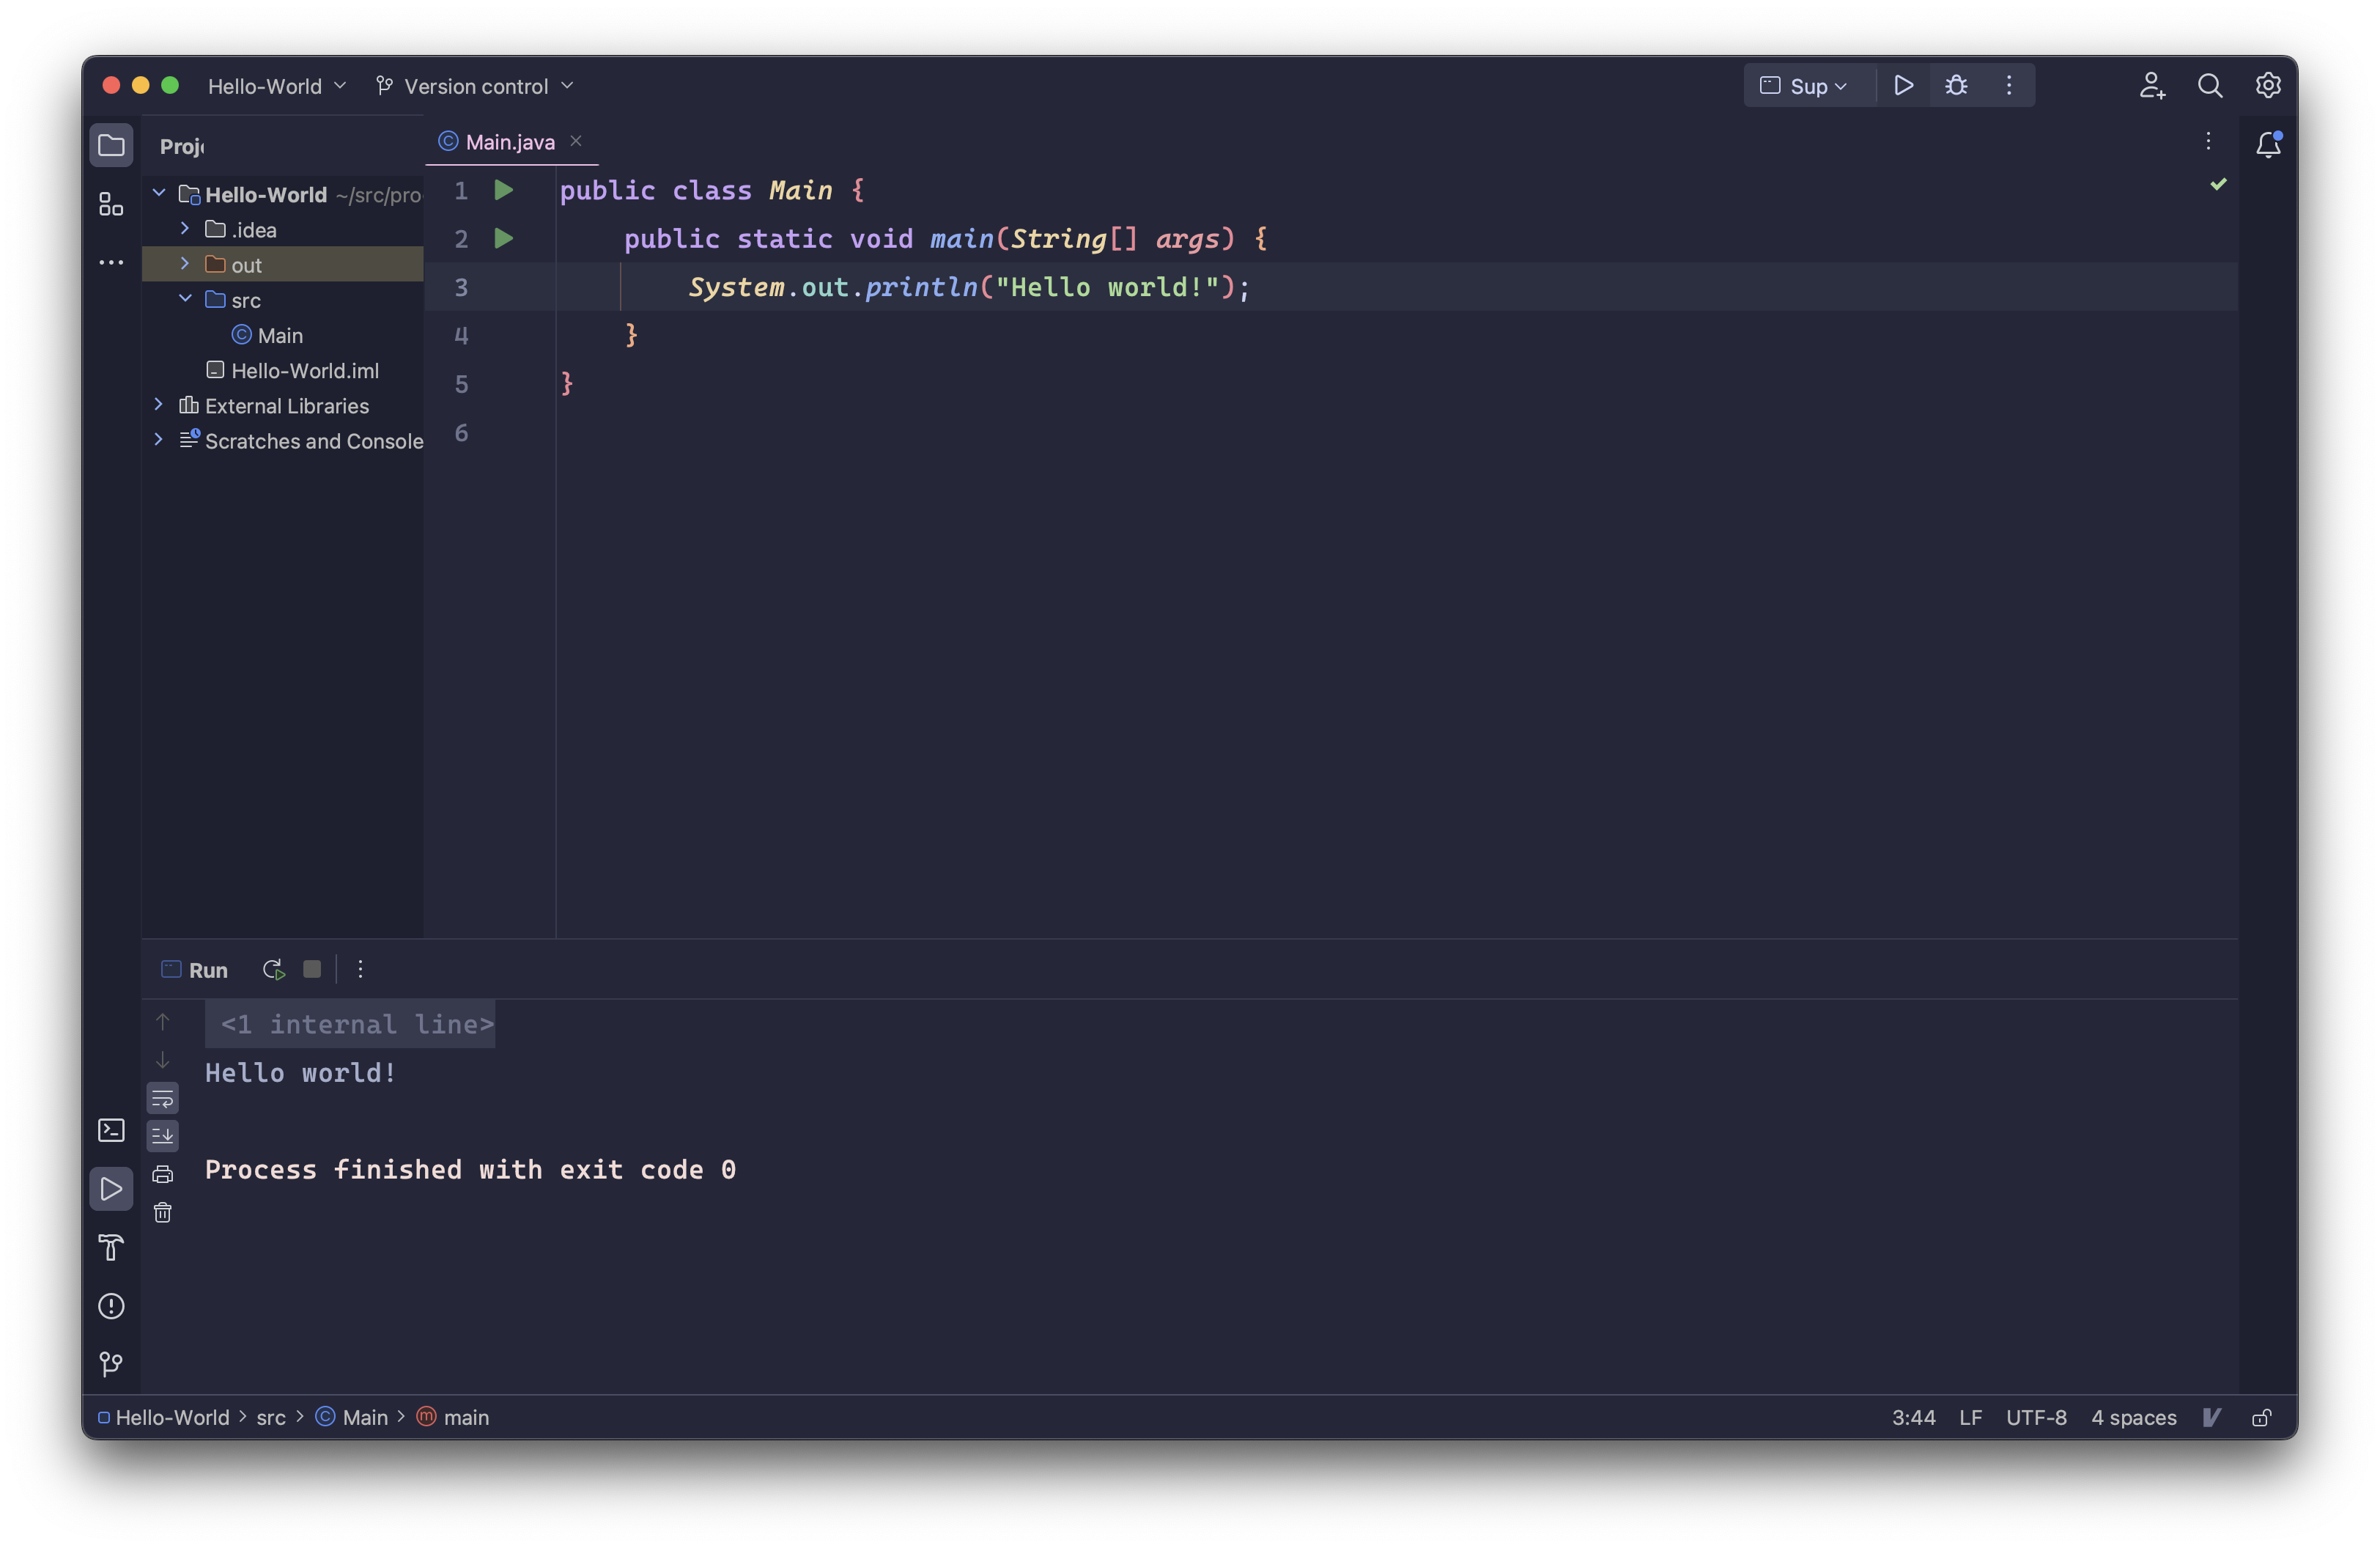 Hello-World
Version control
Sup
Proj
Main.java
Hello-World ~/src/pro
.idea
out
src
Main
Hello-World.iml
External Libraries
Scratches and Console
1 public class Main {
2     public static void main(String[] args) {
3         System.out.println("Hello world!");
4     }
5 }
6
Run
<1 internal line>
Hello world!
Process finished with exit code 0
Hello-World > src > Main > main
3:44 LF UTF-8 4 spaces